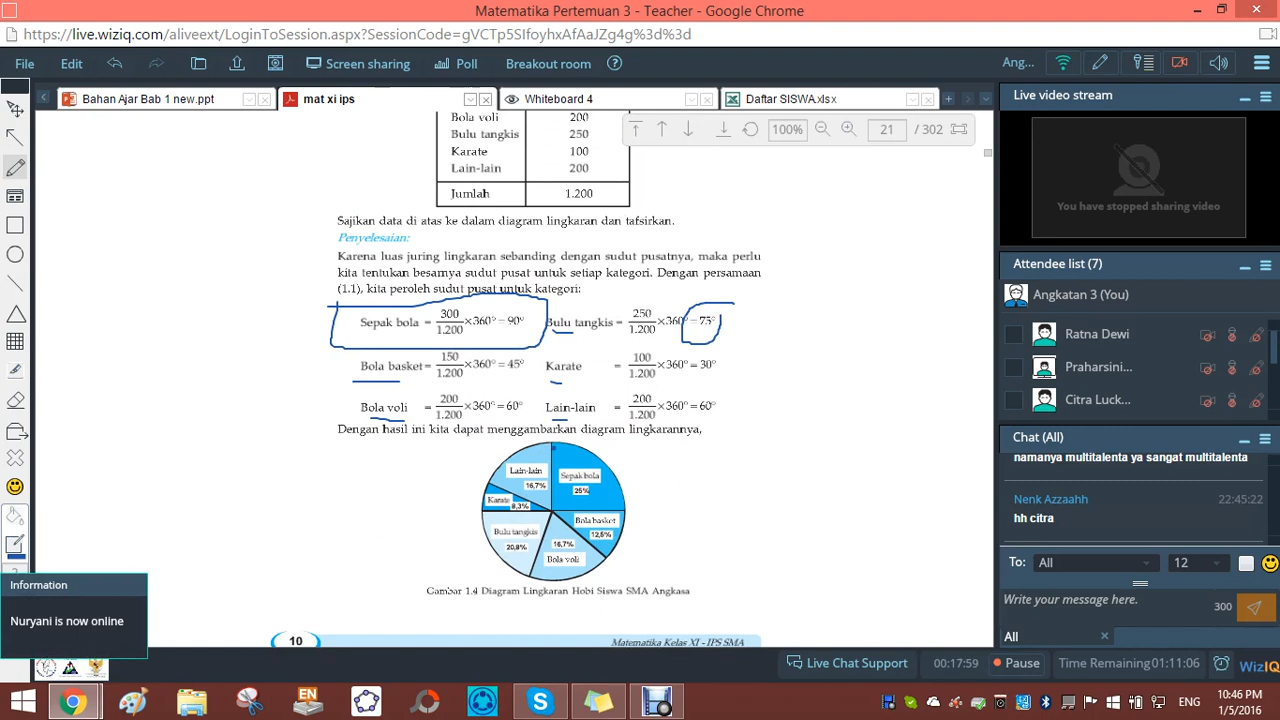 Matematika Pertemuan 3 - Teacher - Google Chrome
https://live.wiziq.com/aliveext/LoginToSession.aspx?SessionCode=gVCTp5SIfoyhxAfAaJZg4g%3d%3d
File Edit Screen sharing Poll Breakout room Ang...
Bahan Ajar Bab 1 new.ppt mat xi ips Whiteboard 4 Daftar SISWA.xlsx
100% 21 / 302
Bola voli 200
Bulu tangkis 250
Karate 100
Lain-lain 200
Jumlah 1.200
Sajikan data di atas ke dalam diagram lingkaran dan tafsirkan.
Penyelesaian:
Karena luas juring lingkaran sebanding dengan sudut pusatnya, maka perlu
kita tentukan besarnya sudut pusat untuk setiap kategori. Dengan persamaan
(1.1), kita peroleh sudut pusat untuk kategori:
Sepak bola = 300/1.200 ×360° = 90° Bulu tangkis = 250/1.200 ×360° = 75°
Bola basket = 150/1.200 ×360° = 45° Karate = 100/1.200 ×360° = 30°
Bola voli = 200/1.200 ×360° = 60° Lain-lain = 200/1.200 ×360° = 60°
Dengan hasil ini kita dapat menggambarkan diagram lingkarannya,
Lain-lain
16,7%
Sepak bola
25%
Karate
8,3%
Bola basket
12,5%
Bulu tangkis
20,8%
16,7%
Bola voli
Gambar 1.4 Diagram Lingkaran Hobi Siswa SMA Angkasa
10 Matematika Kelas XI - IPS SMA
Live video stream
You have stopped sharing video
Attendee list (7)
Angkatan 3 (You)
Ratna Dewi
Praharsini...
Citra Luck...
Chat (All)
namanya multitalenta ya sangat multitalenta
Nenk Azzaahh 22:45:22
hh citra
To: All 12
Write your message here. 300
All
Information
Nuryani is now online
Live Chat Support 00:17:59 Pause Time Remaining 01:11:06 WizIQ
EN
ENG
10:46 PM
1/5/2016